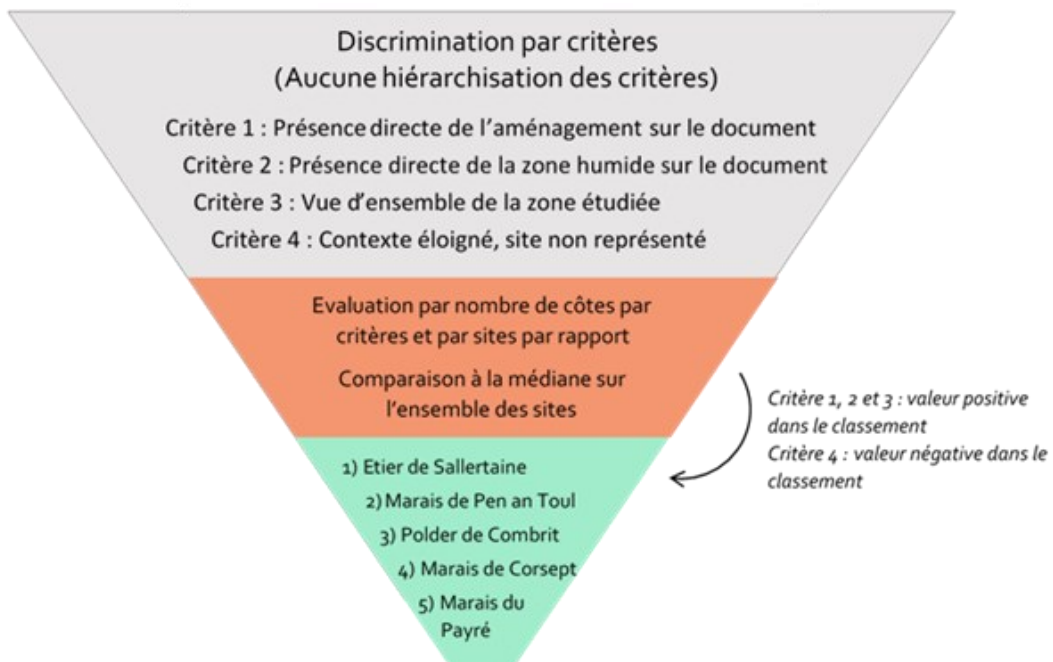 Discrimination par critères
(Aucune hiérarchisation des critères)
Critère 1 : Présence directe de l'aménagement sur le document
Critère 2 : Présence directe de la zone humide sur le document
Critère 3 : Vue d'ensemble de la zone étudiée
Critère 4 : Contexte éloigné, site non représenté
Evaluation par nombre de côtes par
critères et par sites par rapport
Comparaison à la médiane sur
l'ensemble des sites
Critère 1, 2 et 3 : valeur positive
dans le classement
Critère 4 : valeur négative dans le
classement
1) Etier de Sallertaine
2) Marais de Pen an Toul
3) Polder de Combrit
4) Marais de Corsept
5) Marais du
Payré